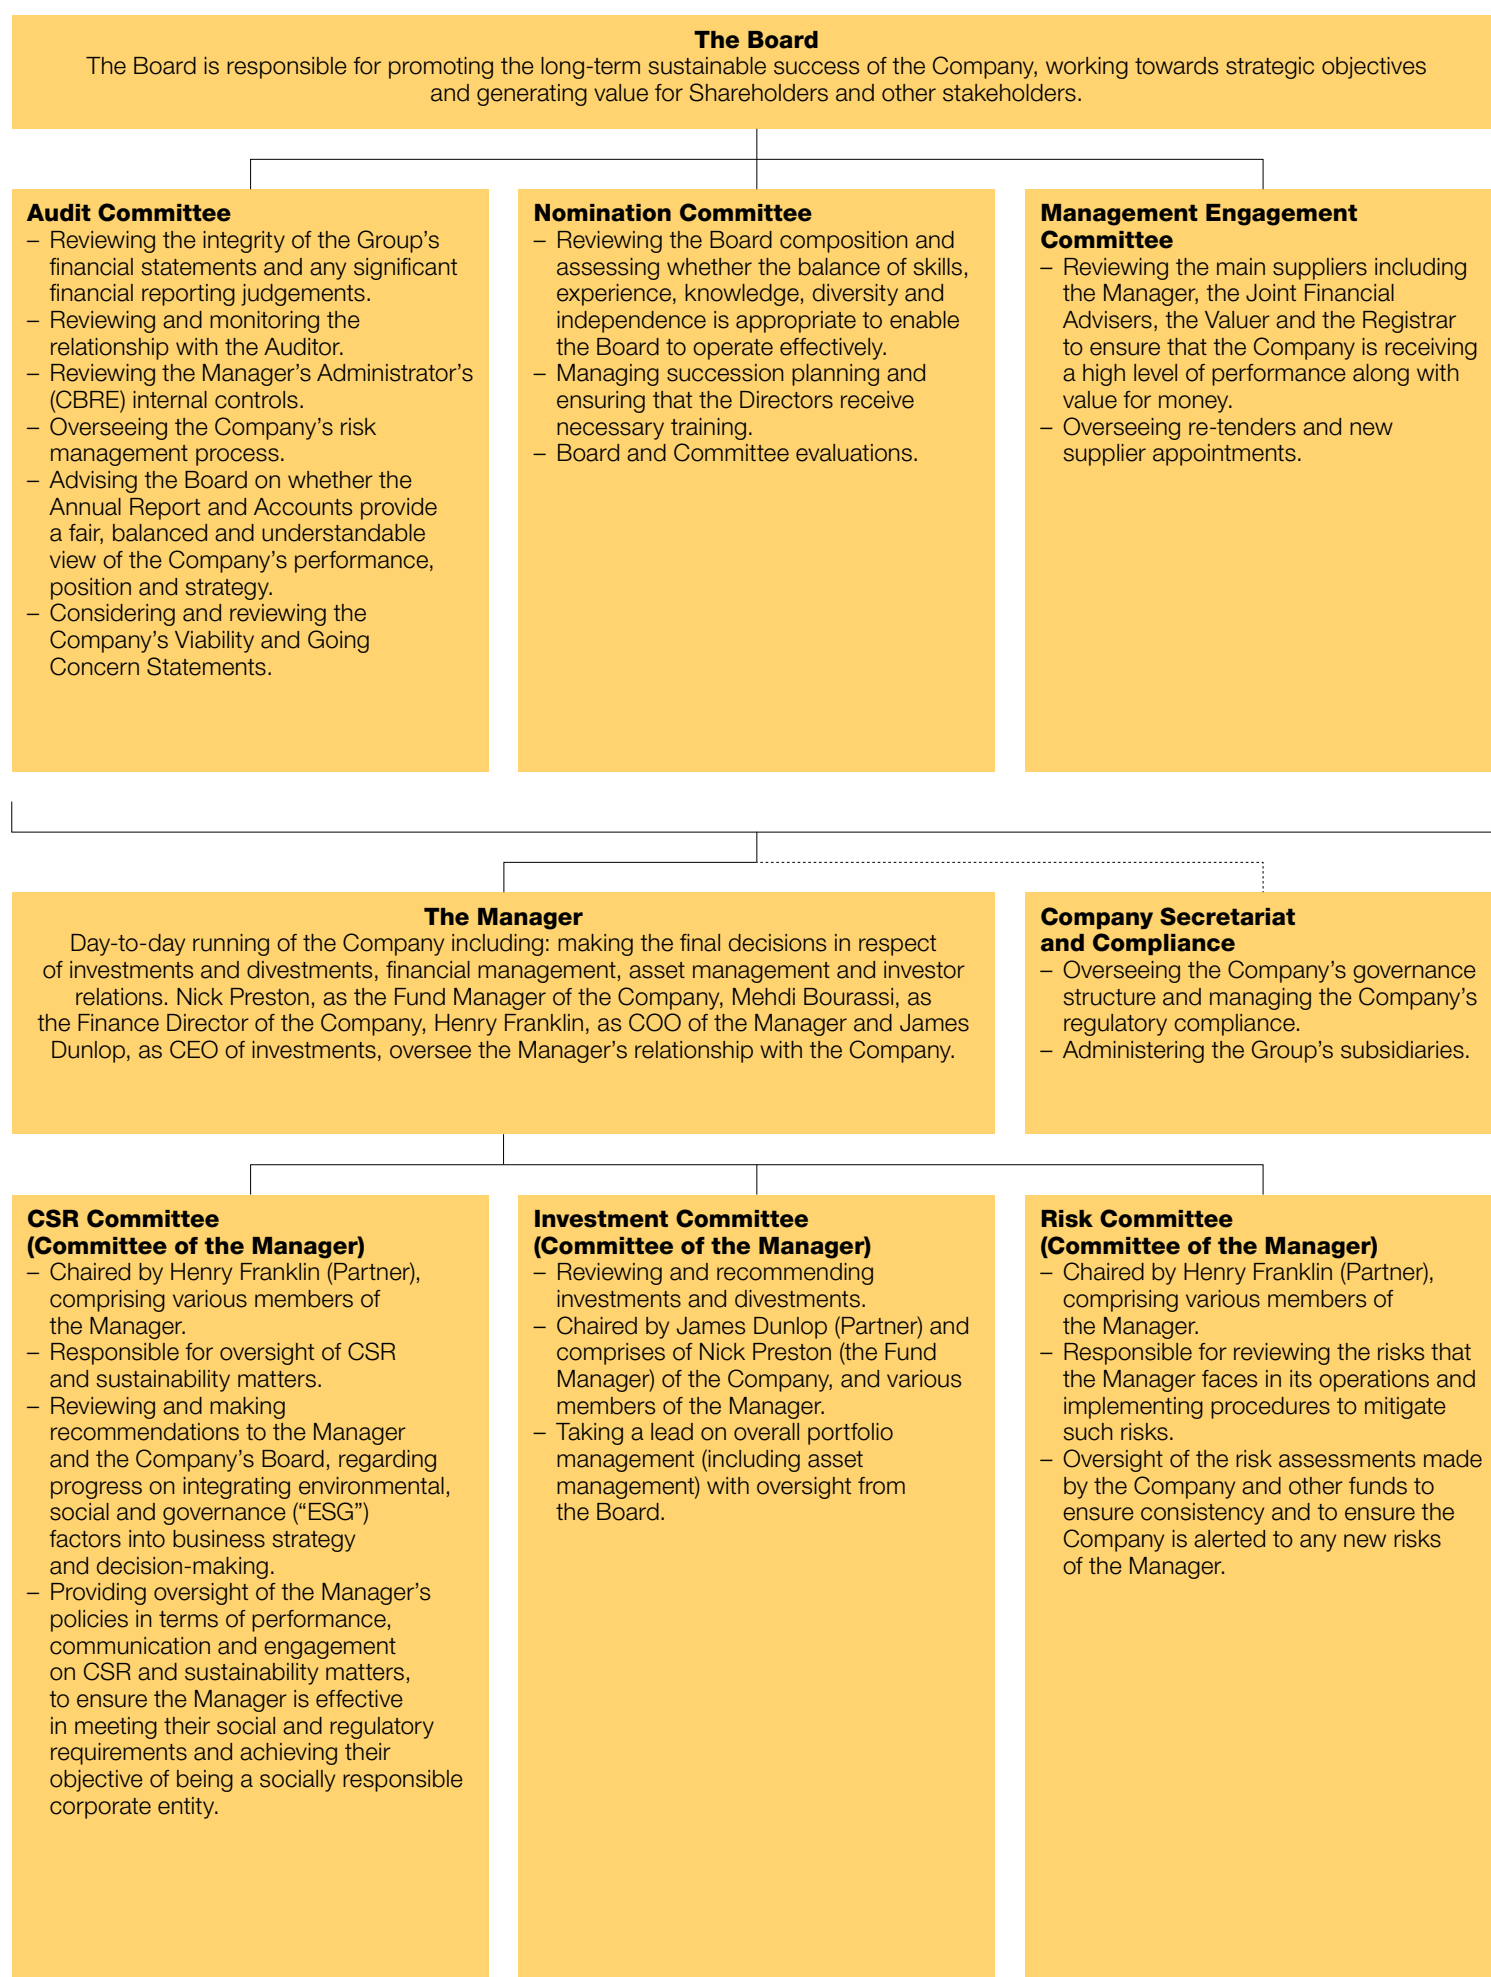 The Board
The Board is responsible for promoting the long-term sustainable success of the Company, working towards strategic objectives
and generating value for Shareholders and other stakeholders.
Audit Committee
– Reviewing the integrity of the Group’s
financial statements and any significant
financial reporting judgements.
– Reviewing and monitoring the
relationship with the Auditor.
– Reviewing the Manager’s Administrator’s
(CBRE) internal controls.
– Overseeing the Company’s risk
management process.
– Advising the Board on whether the
Annual Report and Accounts provide
a fair, balanced and understandable
view of the Company’s performance,
position and strategy.
– Considering and reviewing the
Company’s Viability and Going
Concern Statements.
Nomination Committee
– Reviewing the Board composition and
assessing whether the balance of skills,
experience, knowledge, diversity and
independence is appropriate to enable
the Board to operate effectively.
– Managing succession planning and
ensuring that the Directors receive
necessary training.
– Board and Committee evaluations.
Management Engagement
Committee
– Reviewing the main suppliers including
the Manager, the Joint Financial
Advisers, the Valuer and the Registrar
to ensure that the Company is receiving
a high level of performance along with
value for money.
– Overseeing re-tenders and new
supplier appointments.
The Manager
Day-to-day running of the Company including: making the final decisions in respect
of investments and divestments, financial management, asset management and investor
relations. Nick Preston, as the Fund Manager of the Company, Mehdi Bourassi, as
the Finance Director of the Company, Henry Franklin, as COO of the Manager and James
Dunlop, as CEO of investments, oversee the Manager’s relationship with the Company.
Company Secretariat
and Compliance
– Overseeing the Company’s governance
structure and managing the Company’s
regulatory compliance.
– Administering the Group’s subsidiaries.
CSR Committee
(Committee of the Manager)
– Chaired by Henry Franklin (Partner),
comprising various members of
the Manager.
– Responsible for oversight of CSR
and sustainability matters.
– Reviewing and making
recommendations to the Manager
and the Company’s Board, regarding
progress on integrating environmental,
social and governance (“ESG”)
factors into business strategy
and decision-making.
– Providing oversight of the Manager’s
policies in terms of performance,
communication and engagement
on CSR and sustainability matters,
to ensure the Manager is effective
in meeting their social and regulatory
requirements and achieving their
objective of being a socially responsible
corporate entity.
Investment Committee
(Committee of the Manager)
– Reviewing and recommending
investments and divestments.
– Chaired by James Dunlop (Partner) and
comprises of Nick Preston (the Fund
Manager) of the Company, and various
members of the Manager.
– Taking a lead on overall portfolio
management (including asset
management) with oversight from
the Board.
Risk Committee
(Committee of the Manager)
– Chaired by Henry Franklin (Partner),
comprising various members of
the Manager.
– Responsible for reviewing the risks that
the Manager faces in its operations and
implementing procedures to mitigate
such risks.
– Oversight of the risk assessments made
by the Company and other funds to
ensure consistency and to ensure the
Company is alerted to any new risks
of the Manager.